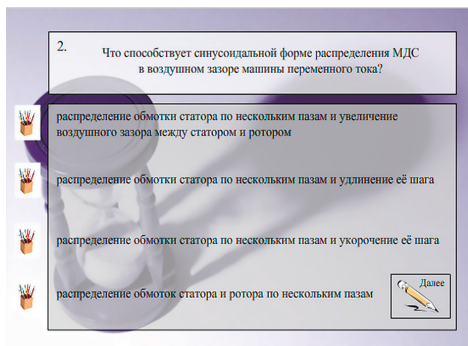 2.
Что способствует синусоидальной форме распределения МДС
в воздушном зазоре машины переменного тока?
распределение обмотки статора по нескольким пазам и увеличение
воздушного зазора между статором и ротором
распределение обмотки статора по нескольким пазам и удлинение её шага
распределение обмотки статора по нескольким пазам и укорочение её шага
распределение обмоток статора и ротора по нескольким пазам
Далее